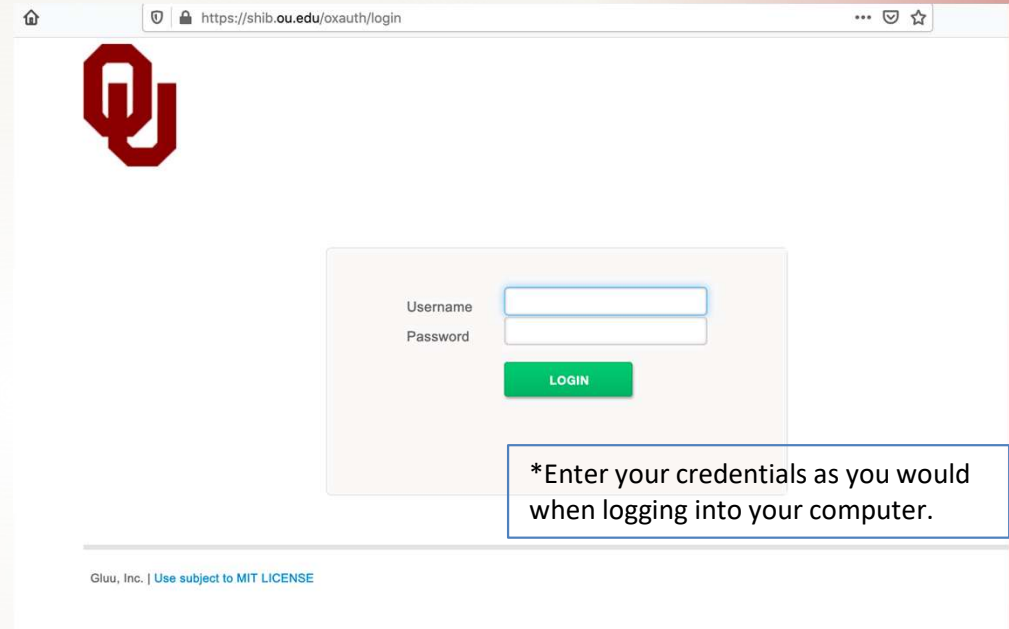 https://shib.ou.edu/oxauth/login
OU
Username
Password
LOGIN
*Enter your credentials as you would
when logging into your computer.
Gluu, Inc. | Use subject to MIT LICENSE